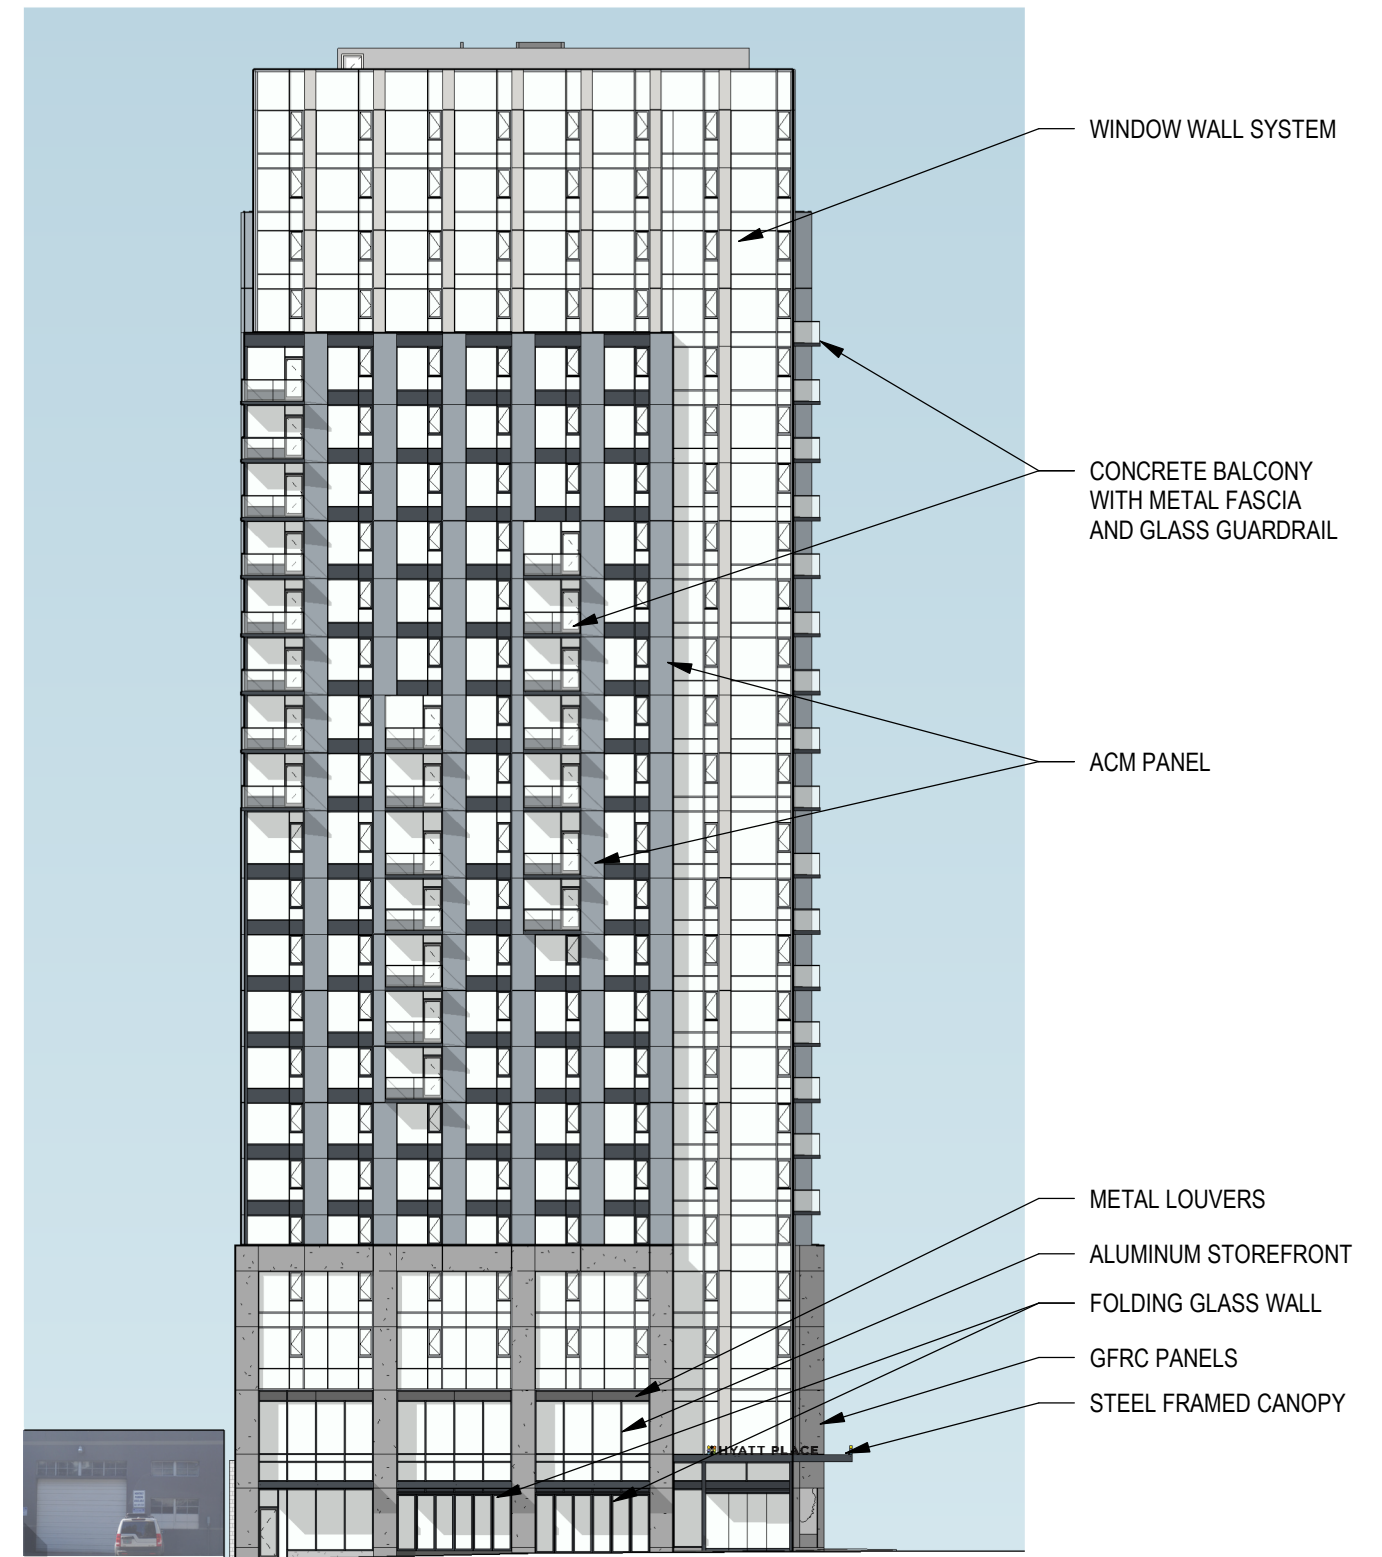 WINDOW WALL SYSTEM
CONCRETE BALCONY
WITH METAL FASCIA
AND GLASS GUARDRAIL
ACM PANEL
METAL LOUVERS
ALUMINUM STOREFRONT
FOLDING GLASS WALL
GFRC PANELS
STEEL FRAMED CANOPY
HYATT PLACE